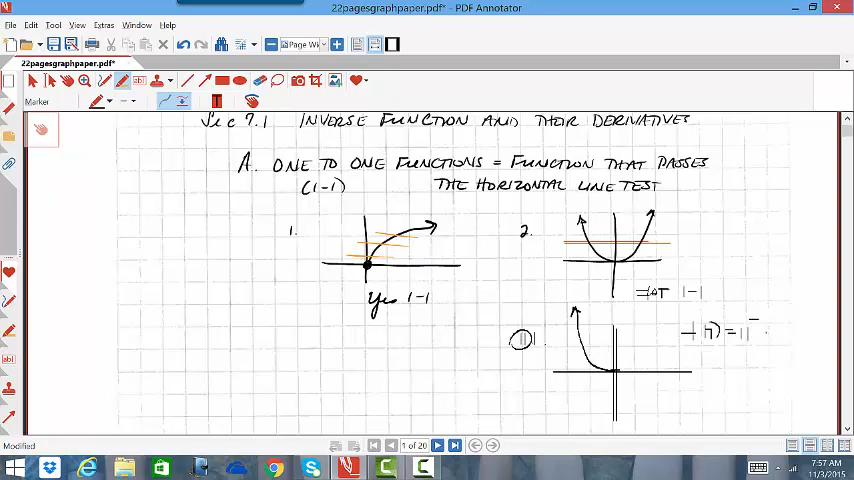 22pagesgraphpaper.pdf* - PDF Annotator
File Edit Tool View Extras Window Help
Page Wi
22pagesgraphpaper.pdf*
Marker
Sec 7.1 INVERSE FUNCTION AND THEIR DERIVATIVES
A. ONE TO ONE FUNCTIONS = FUNCTION THAT PASSES
(1-1) THE HORIZONTAL LINE TEST
1. 2.
Yes 1-1
1-1
Modified
1 of 20
7:57 AM
11/3/2015